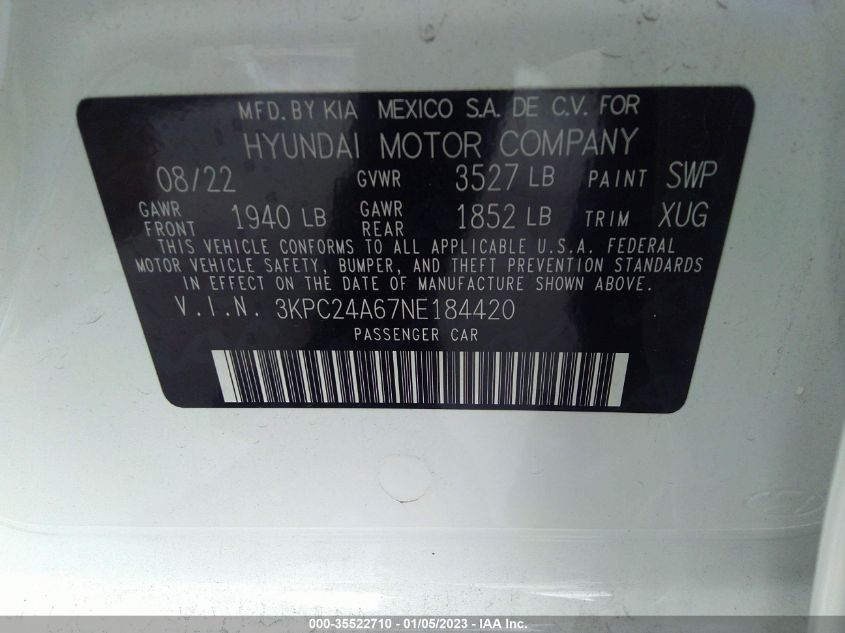 MFD. BY KIA MEXICO S.A. DE C.V. FOR
HYUNDAI MOTOR COMPANY
08/22 GVWR 3527 LB PAINT SWP
GAWR FRONT 1940 LB GAWR REAR 1852 LB TRIM XUG
THIS VEHICLE CONFORMS TO ALL APPLICABLE U.S.A. FEDERAL
MOTOR VEHICLE SAFETY, BUMPER, AND THEFT PREVENTION STANDARDS
IN EFFECT ON THE DATE OF MANUFACTURE SHOWN ABOVE.
V.I.N. 3KPC24A67NE184420
PASSENGER CAR
000-35522710 - 01/05/2023 - IAA Inc.